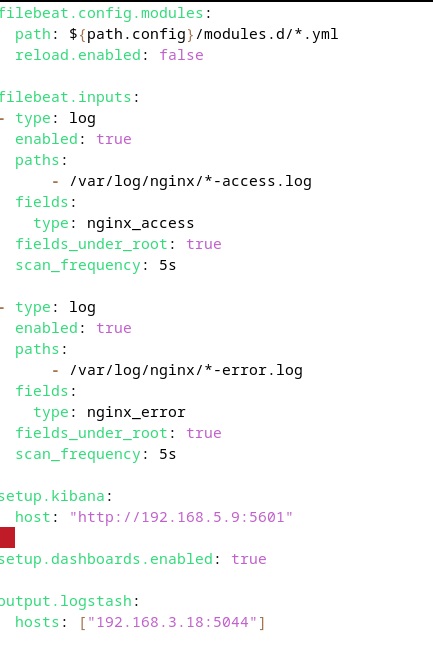 filebeat.config.modules:
  path: ${path.config}/modules.d/*.yml
  reload.enabled: false

filebeat.inputs:
- type: log
  enabled: true
  paths:
      - /var/log/nginx/*-access.log
  fields:
    type: nginx_access
  fields_under_root: true
  scan_frequency: 5s

- type: log
  enabled: true
  paths:
      - /var/log/nginx/*-error.log
  fields:
    type: nginx_error
  fields_under_root: true
  scan_frequency: 5s

setup.kibana:
  host: "http://192.168.5.9:5601"

setup.dashboards.enabled: true

output.logstash:
  hosts: ["192.168.3.18:5044"]